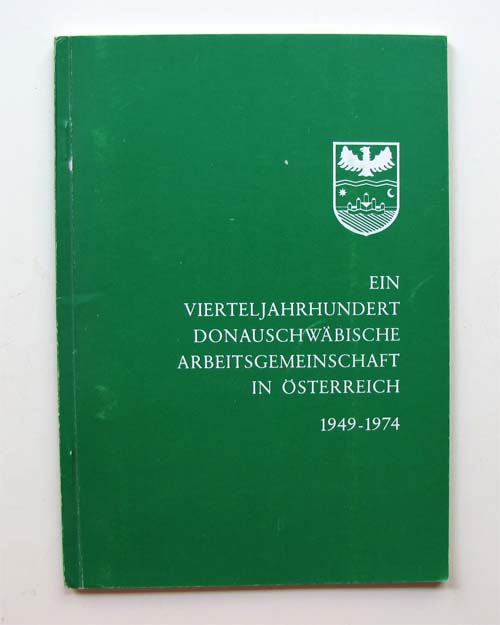 EIN
VIERTELJAHRHUNDERT
DONAUSCHWÄBISCHE
ARBEITSGEMEINSCHAFT
IN ÖSTERREICH
1949-1974